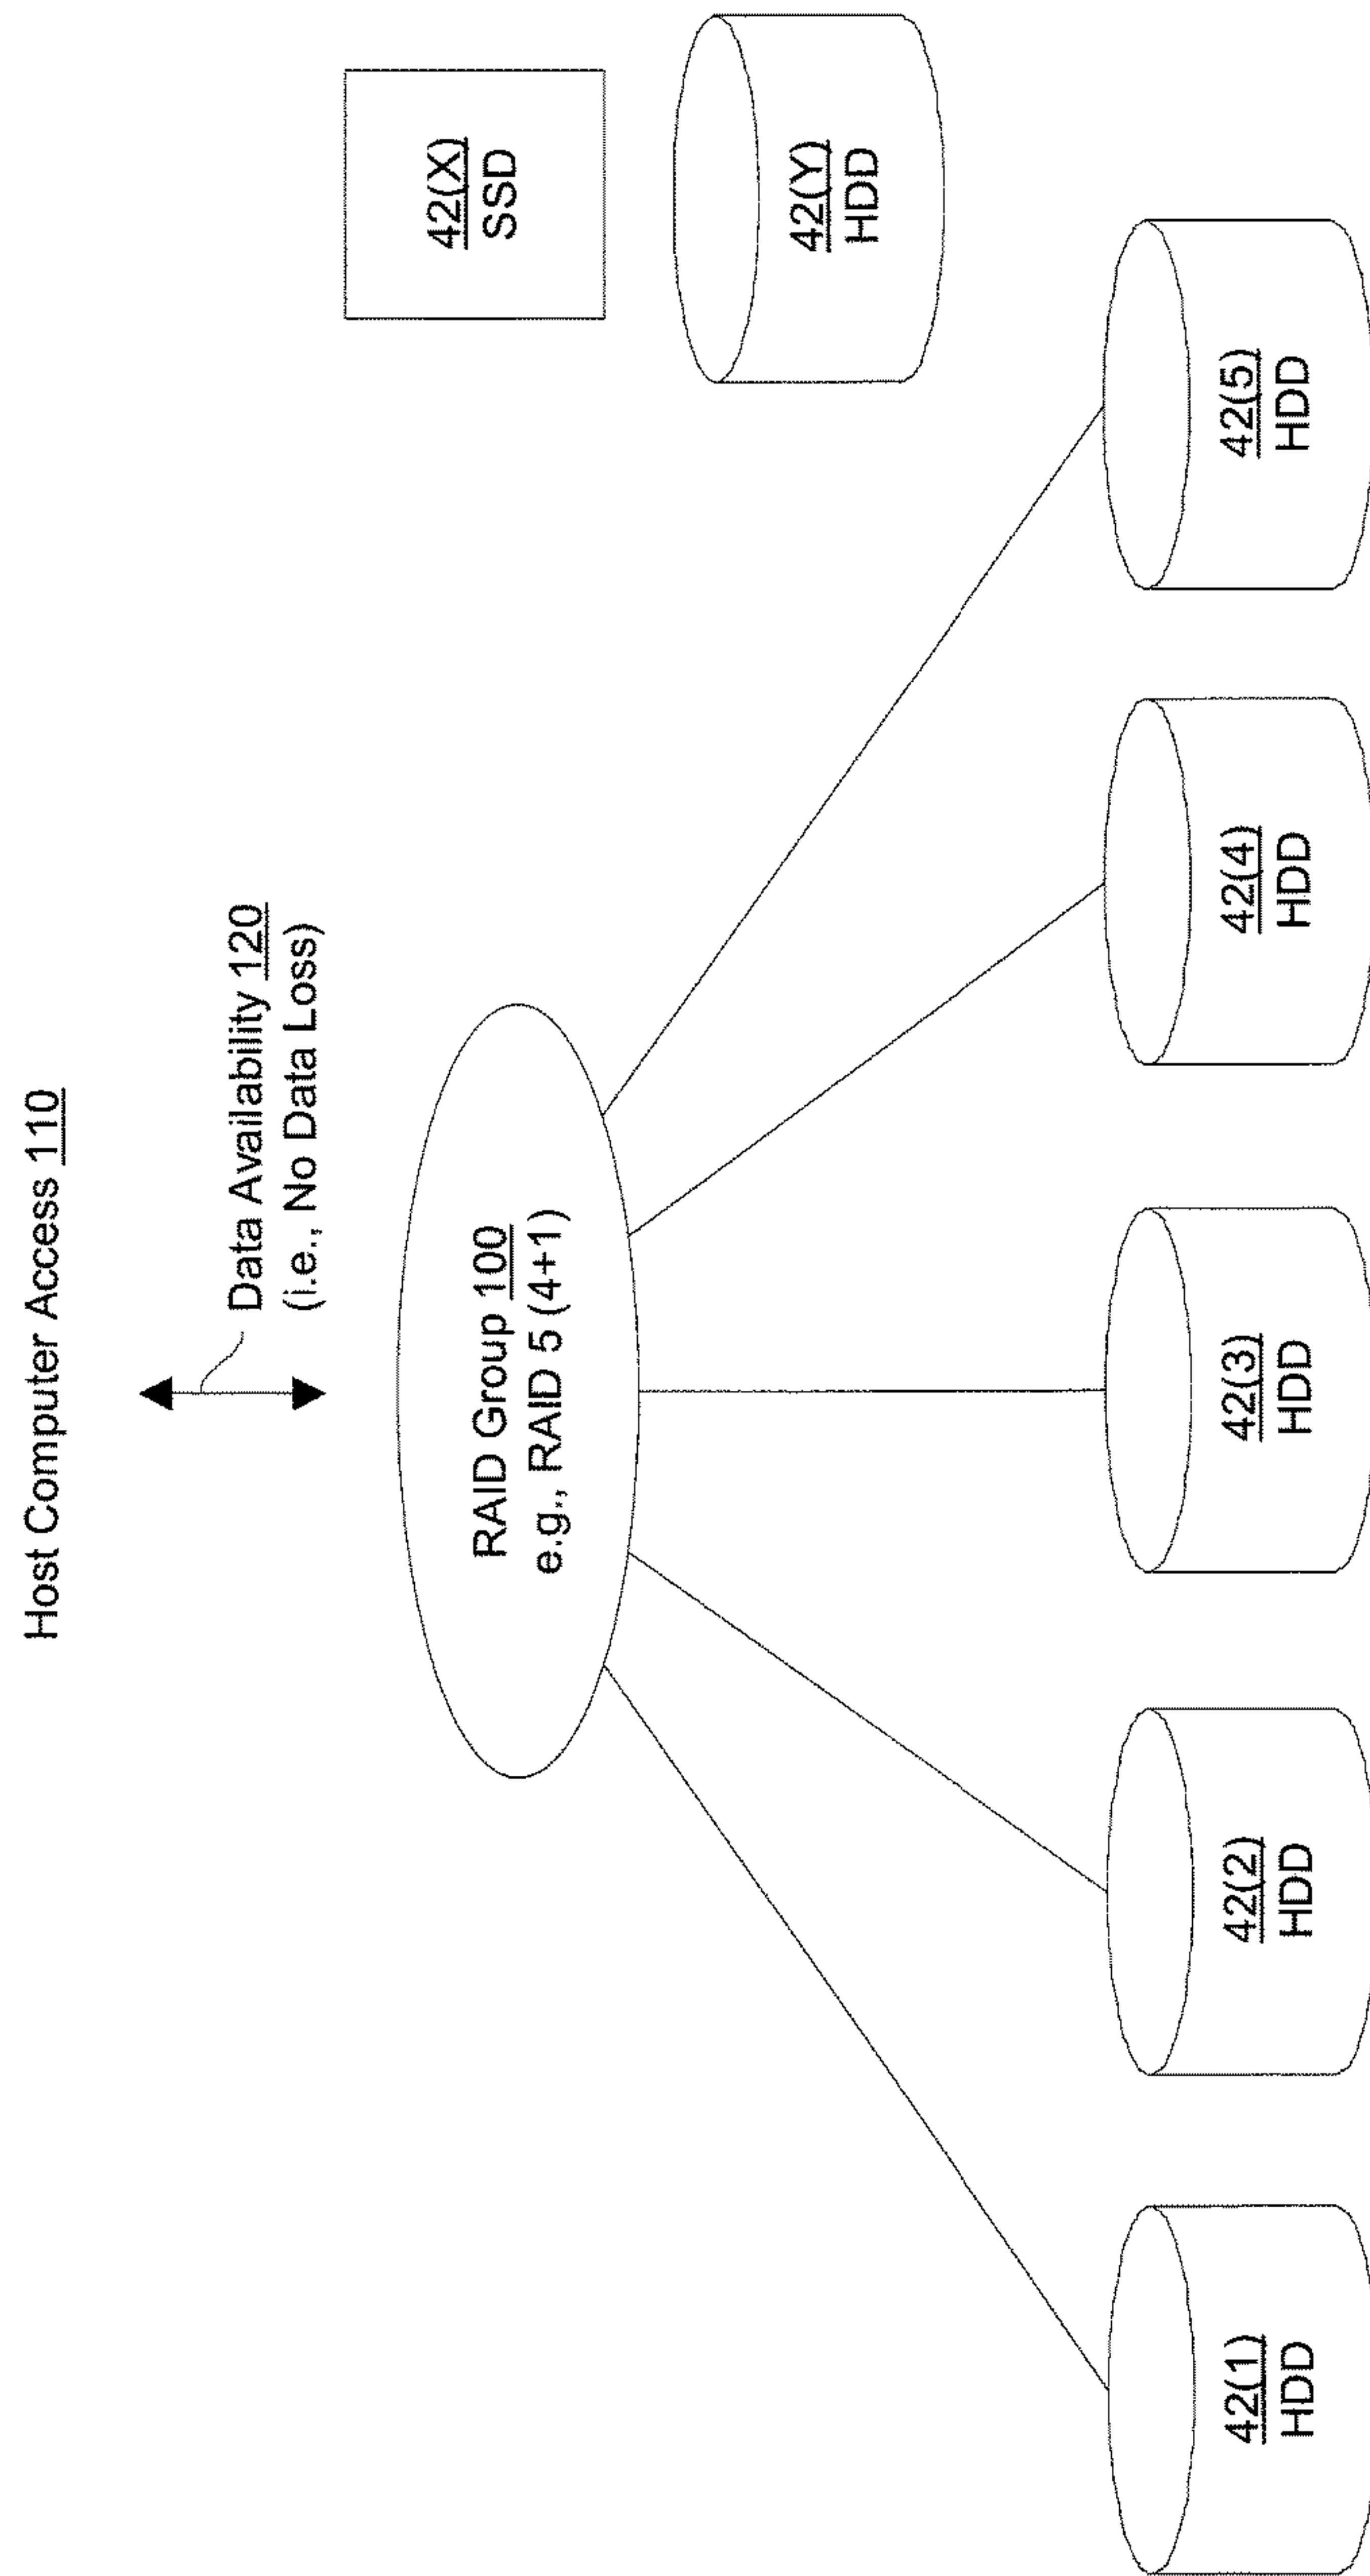 Host Computer Access 110
Data Availability 120
(i.e., No Data Loss)
RAID Group 100
e.g., RAID 5 (4+1)
42(X)
SSD
42(Y)
HDD
42(1)
HDD
42(2)
HDD
42(3)
HDD
42(4)
HDD
42(5)
HDD